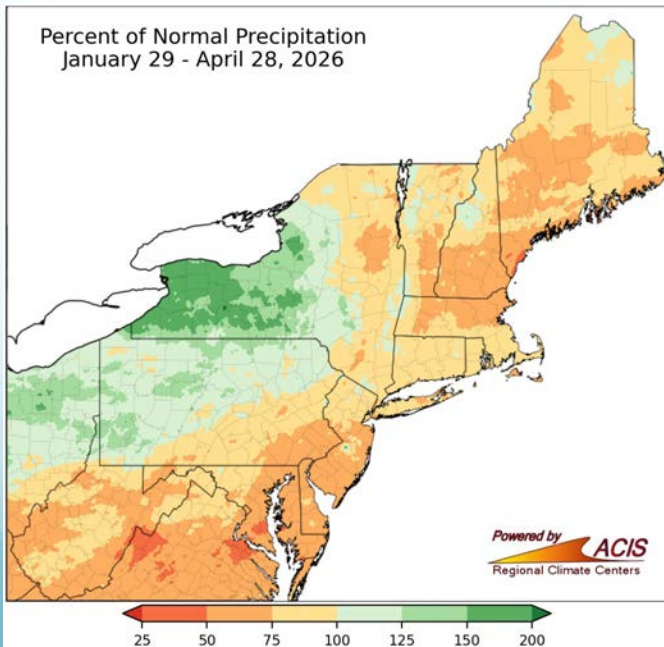 Percent of Normal Precipitation
January 29 - April 28, 2026
Powered by
ACIS
Regional Climate Centers
25 50 75 100 125 150 200